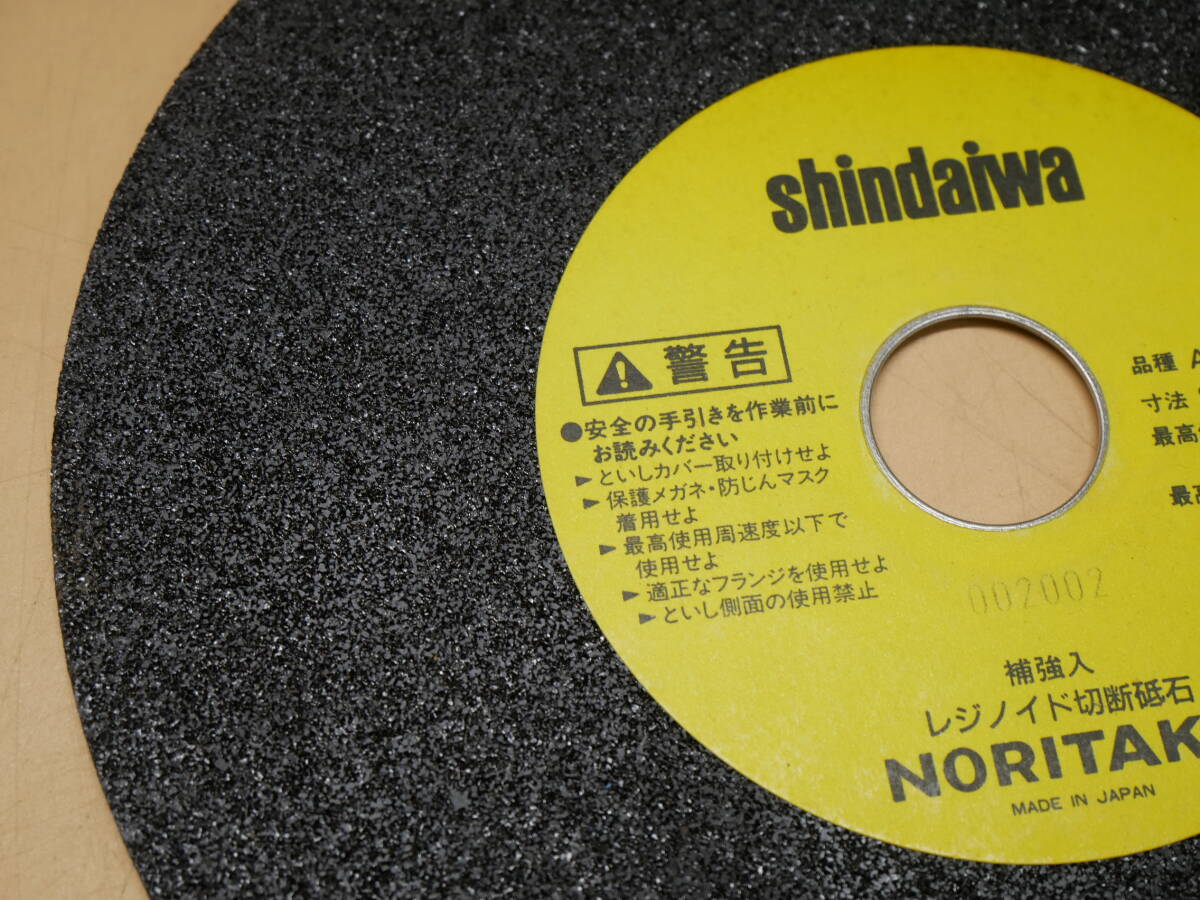 shindaiwa
警告
●安全の手引きを作業前に
お読みください
►といしカバー取り付けせよ
►保護メガネ・防じんマスク
着用せよ
►最高使用周速度以下で
使用せよ
►適正なフランジを使用せよ
►といし側面の使用禁止
品種 A
寸法
最高
最高
002002
補強入
レジノイド切断砥石
NORITAK
MADE IN JAPAN